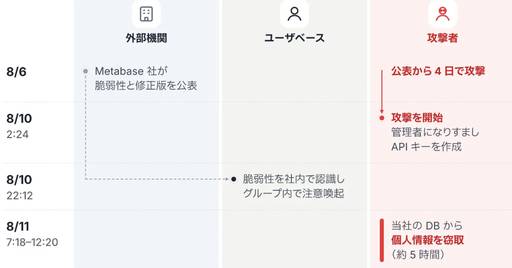 外部機関
ユーザベース
攻撃者
8/6
Metabase 社が
脆弱性と修正版を公表
公表から 4 日で攻撃
8/10
2:24
攻撃を開始
管理者になりすまし
API キーを作成
8/10
22:12
脆弱性を社内で認識し
グループ内で注意喚起
8/11
7:18–12:20
当社の DB から
個人情報を窃取
（約 5 時間）